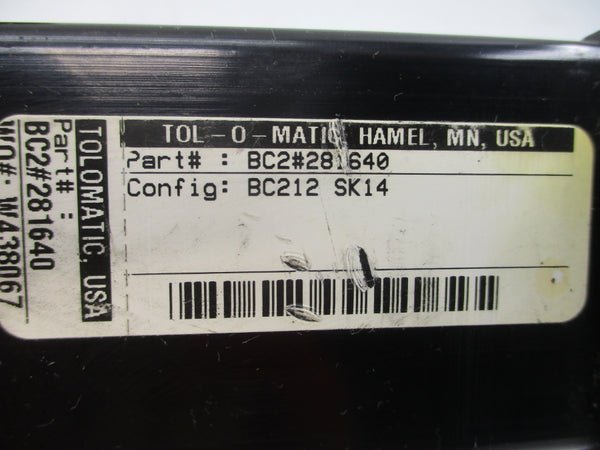 TOL-O-MATIC, HAMEL, MN, USA
Part# : BC2#281640
Config: BC212 SK14
TOLOMATIC, USA
Part# :
BC2#281640
WO#: W438067